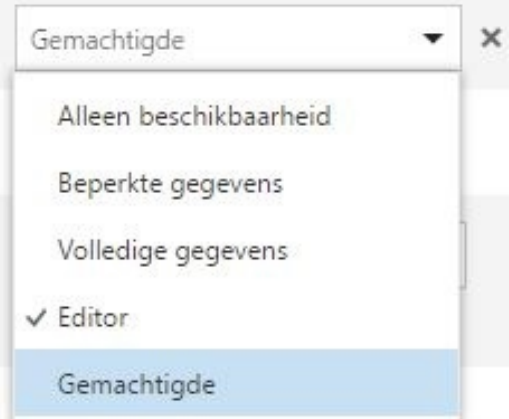 Gemachtigde
Alleen beschikbaarheid
Beperkte gegevens
Volledige gegevens
Editor
Gemachtigde